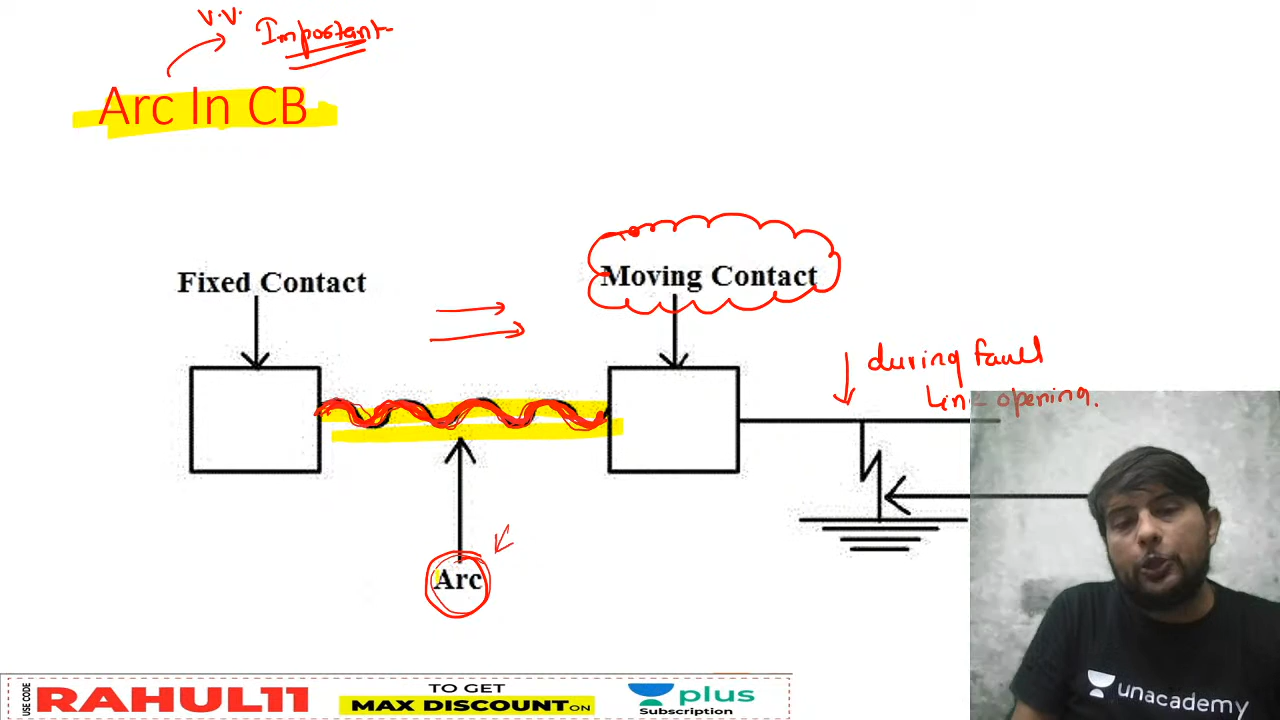 V.V. Important
Arc In CB
Fixed Contact
Moving Contact
during fault
opening.
Arc
USE CODE
RAHUL11
TO GET
MAX DISCOUNT ON
plus
Subscription
unacademy